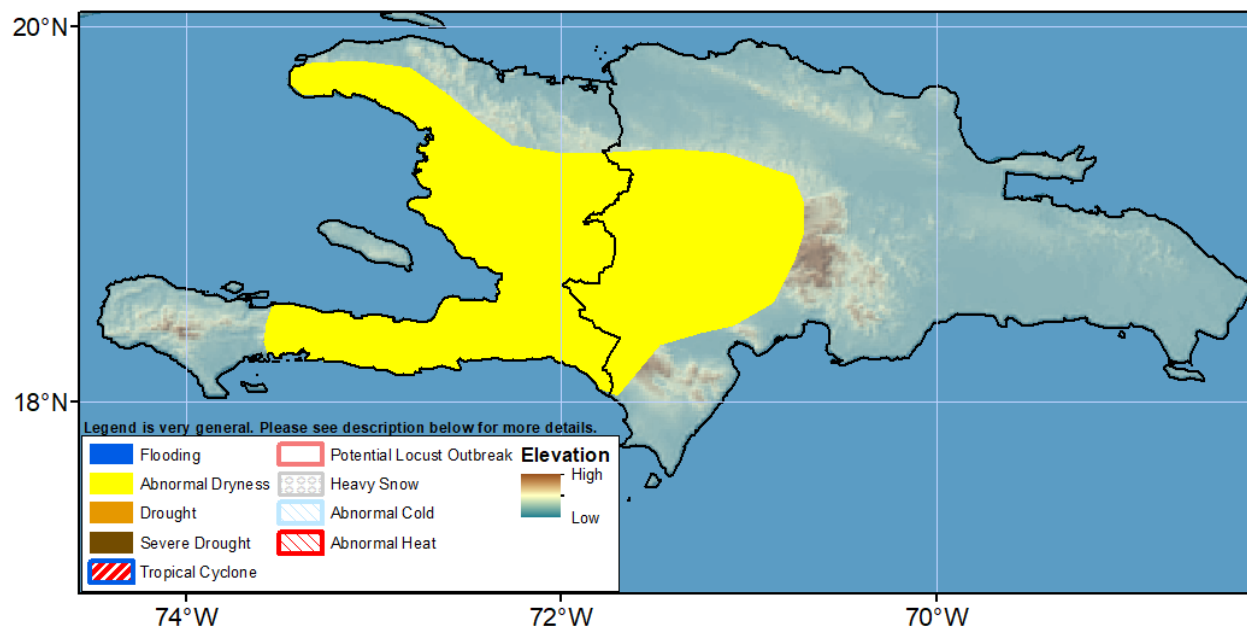 20°N
18°N
Legend is very general. Please see description below for more details.
Flooding
Abnormal Dryness
Drought
Severe Drought
Tropical Cyclone
Potential Locust Outbreak
Heavy Snow
Abnormal Cold
Abnormal Heat
Elevation
High
Low
74°W
72°W
70°W